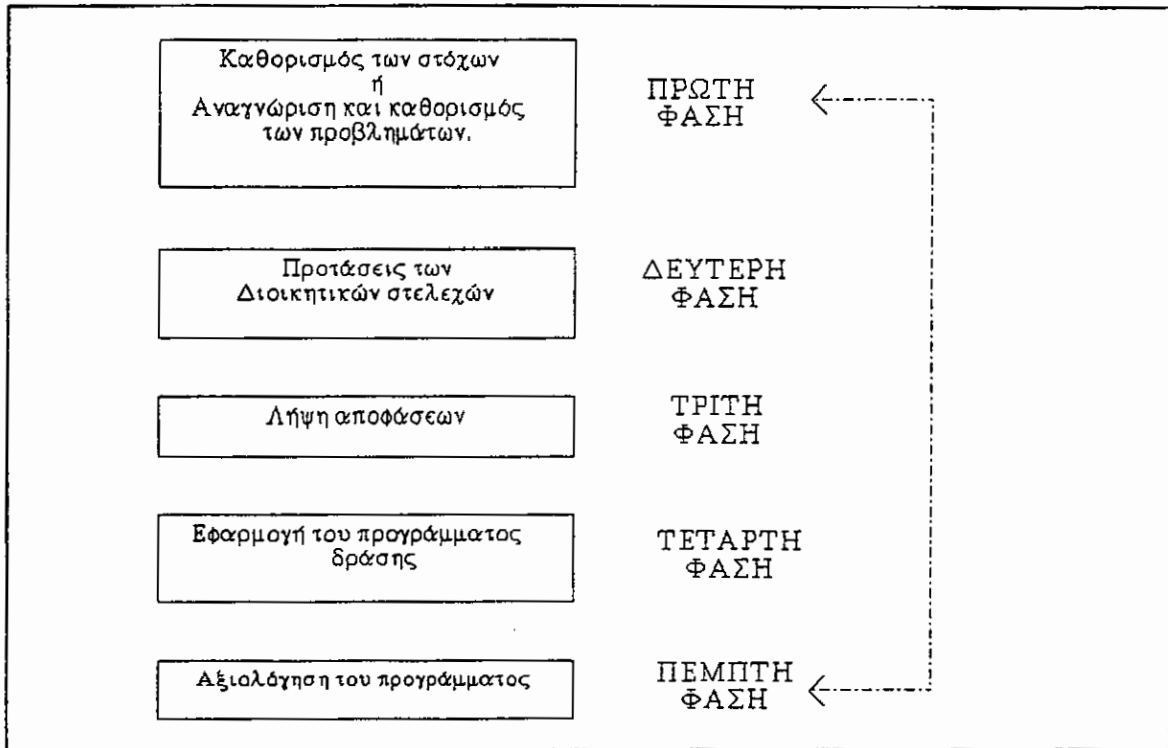 Καθορισμός των στόχων
ή
Αναγνώριση και καθορισμός
των προβλημάτων.
ΠΡΩΤΗ
ΦΑΣΗ
Προτάσεις των
Διοικητικών στελεχών
ΔΕΥΤΕΡΗ
ΦΑΣΗ
Λήψη αποφάσεων
ΤΡΙΤΗ
ΦΑΣΗ
Εφαρμογή του προγράμματος
δράσης
ΤΕΤΑΡΤΗ
ΦΑΣΗ
Αξιολόγηση του προγράμματος
ΠΕΜΠΤΗ
ΦΑΣΗ